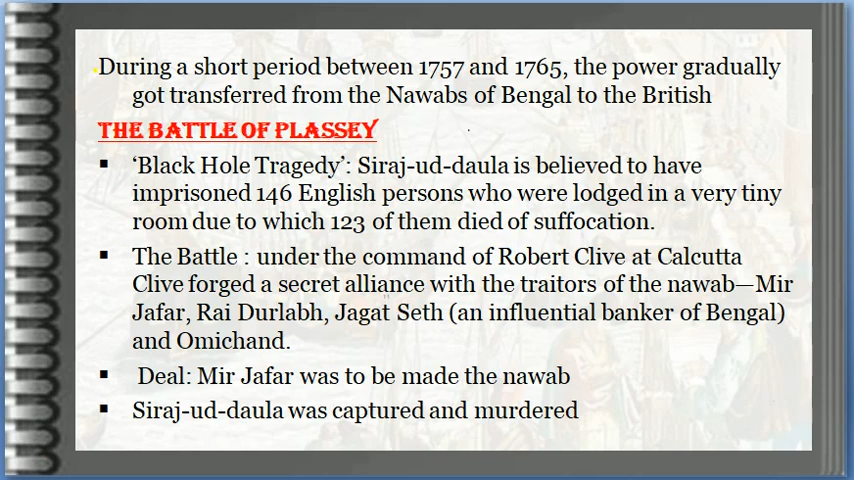 During a short period between 1757 and 1765, the power gradually
got transferred from the Nawabs of Bengal to the British
THE BATTLE OF PLASSEY
▪ ‘Black Hole Tragedy’: Siraj-ud-daula is believed to have
imprisoned 146 English persons who were lodged in a very tiny
room due to which 123 of them died of suffocation.
▪ The Battle : under the command of Robert Clive at Calcutta
Clive forged a secret alliance with the traitors of the nawab—Mir
Jafar, Rai Durlabh, Jagat Seth (an influential banker of Bengal)
and Omichand.
▪ Deal: Mir Jafar was to be made the nawab
▪ Siraj-ud-daula was captured and murdered